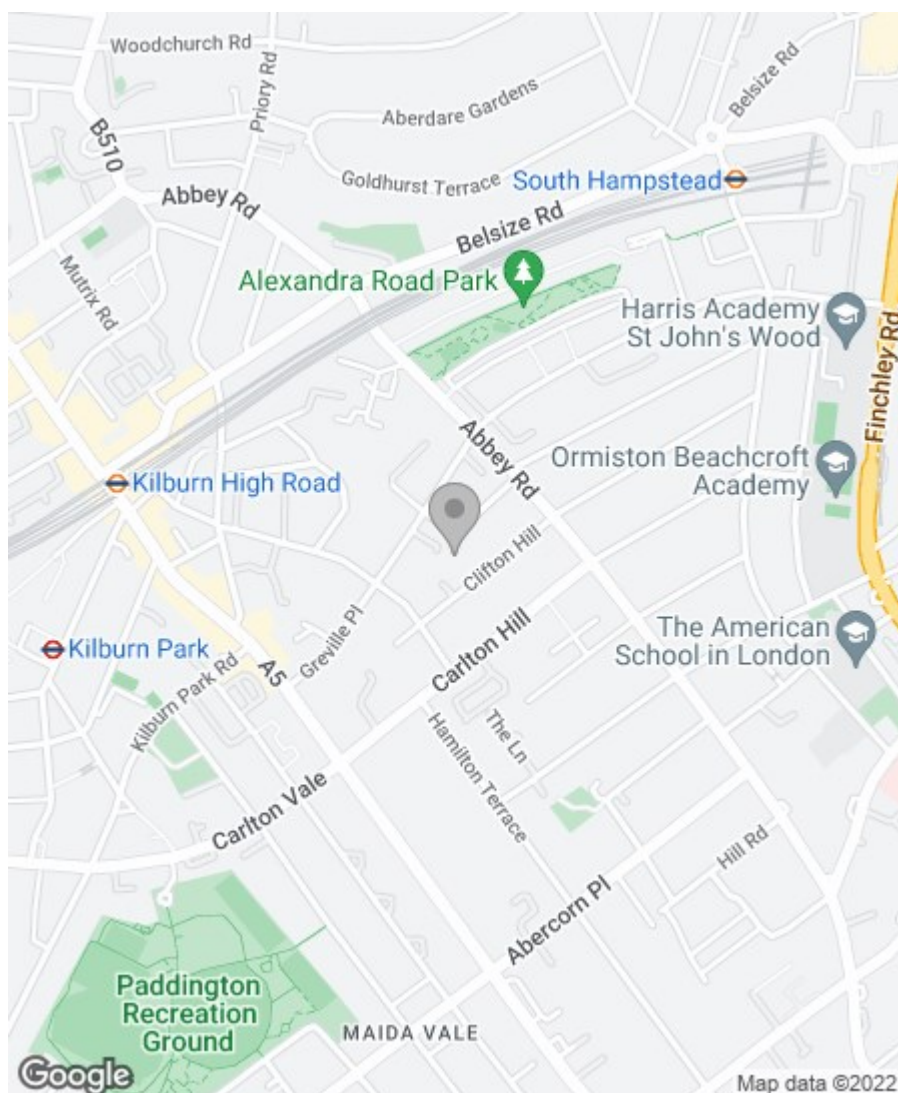 Woodchurch Rd
Priory Rd
Belsize Rd
Aberdare Gardens
B510
Goldhurst Terrace
South Hampstead
Abbey Rd
Belsize Rd
Mutrix Rd
Alexandra Road Park
Harris Academy
St John's Wood
Finchley Rd
Abbey Rd
Ormiston Beachcroft
Academy
Kilburn High Road
Clifton Hill
Greville Pl
The American
School in London
Kilburn Park
Carlton Hill
A5
Kilburn Park Rd
The Ln
Hamilton Terrace
Carlton Vale
Hill Rd
Abercorn Pl
Paddington
Recreation
Ground
MAIDA VALE
Google
Map data ©2022